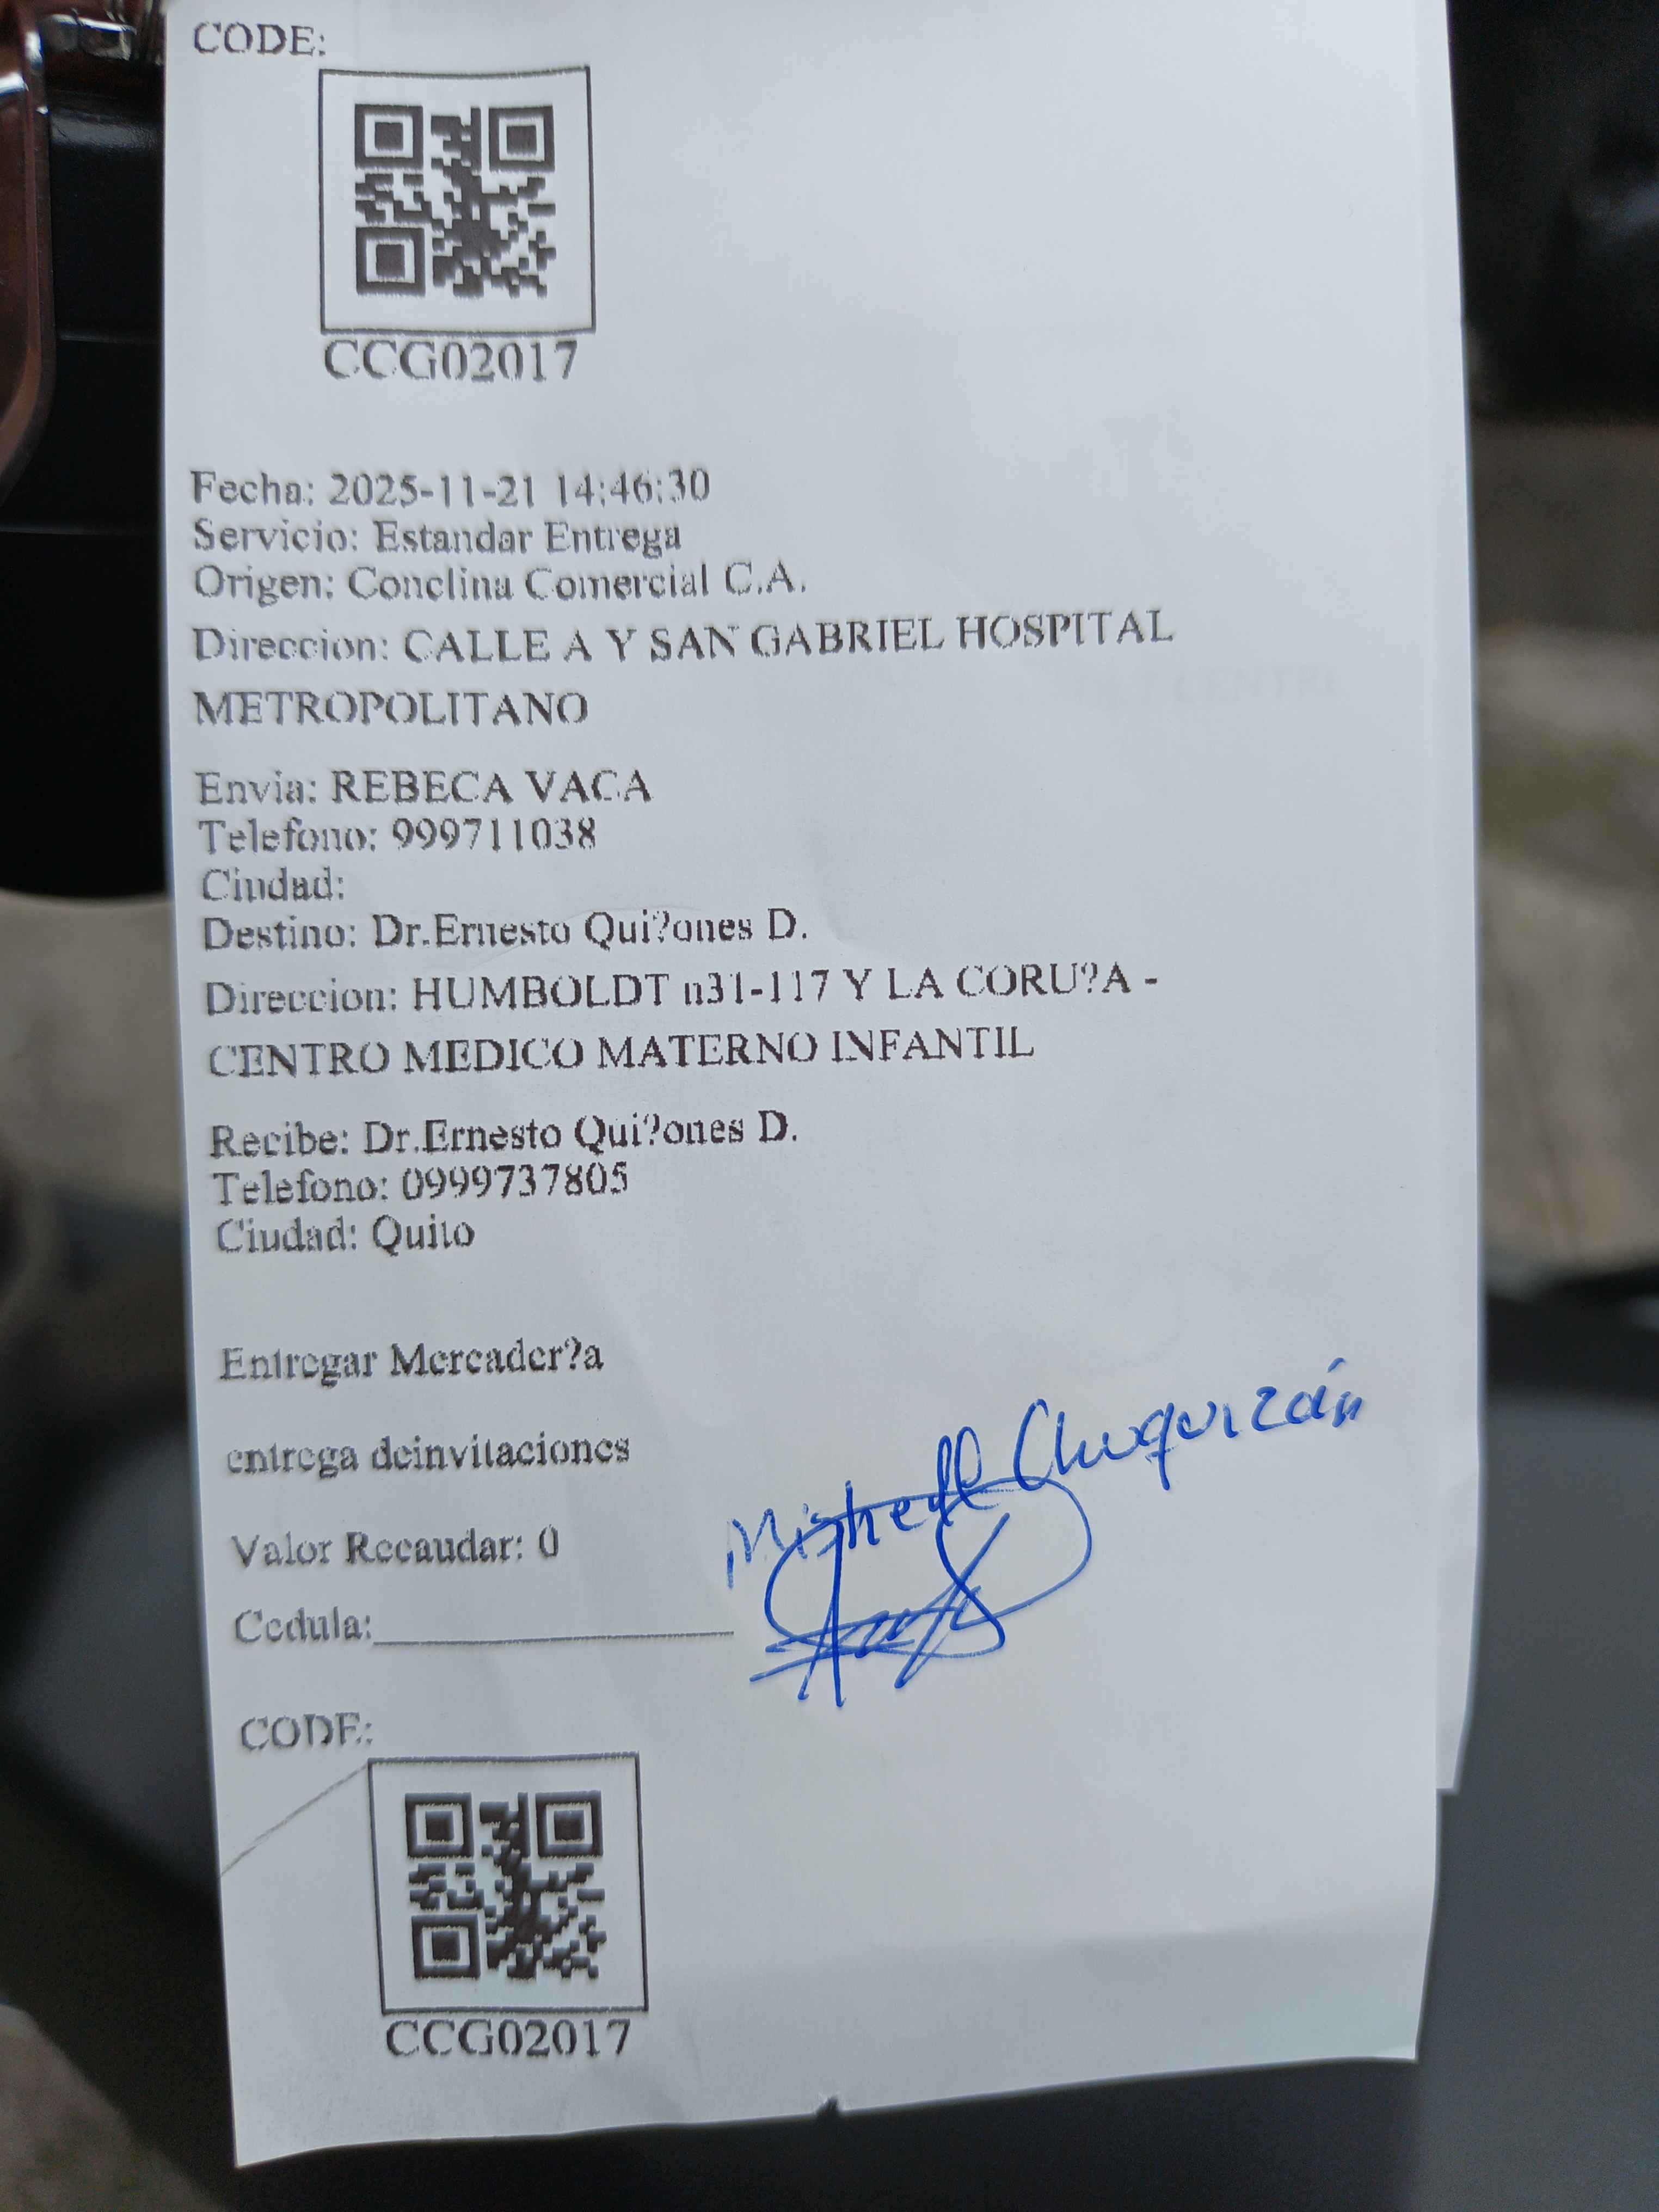 CODE:
CCG02017
Fecha: 2025-11-21 14:46:30
Servicio: Estandar Entrega
Origen: Conclina Comercial C.A.
Direccion: CALLE A Y SAN GABRIEL HOSPITAL
METROPOLITANO
Envia: REBECA VACA
Telefono: 999711038
Ciudad:
Destino: Dr.Ernesto Qui?ones D.
Direccion: HUMBOLDT n31-117 Y LA CORU?A -
CENTRO MEDICO MATERNO INFANTIL
Recibe: Dr.Ernesto Qui?ones D.
Telefono: 0999737805
Ciudad: Quito
Entregar Mercader?a
entrega deinvitaciones
Mishell Chuquizán
Valor Recaudar: 0
Cedula:
CODE:
CCG02017